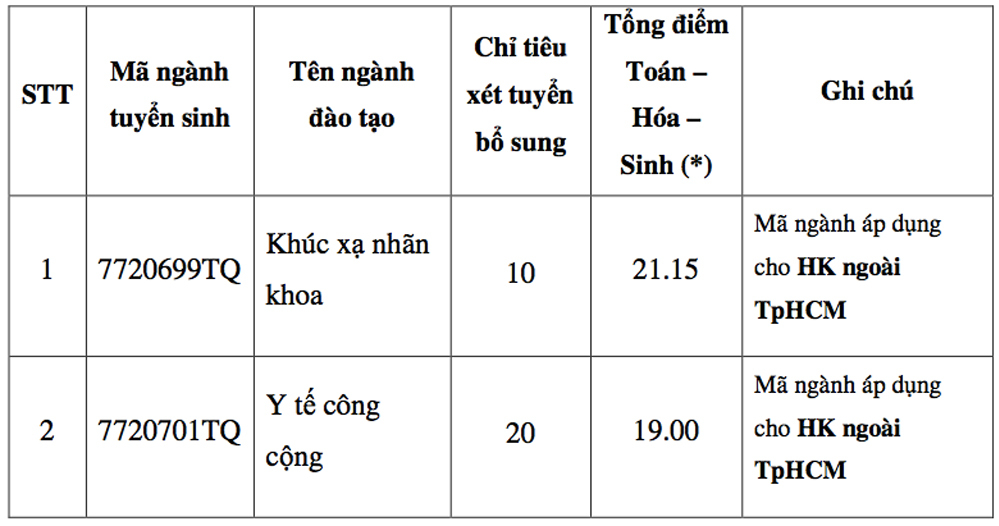 STT
Mã ngành
tuyển sinh
Tên ngành
đào tạo
Chỉ tiêu
xét tuyển
bổ sung
Tổng điểm
Toán –
Hóa –
Sinh (*)
Ghi chú
1
7720699TQ
Khúc xạ nhãn
khoa
10
21.15
Mã ngành áp dụng
cho HK ngoài
TpHCM
2
7720701TQ
Y tế công
cộng
20
19.00
Mã ngành áp dụng
cho HK ngoài
TpHCM